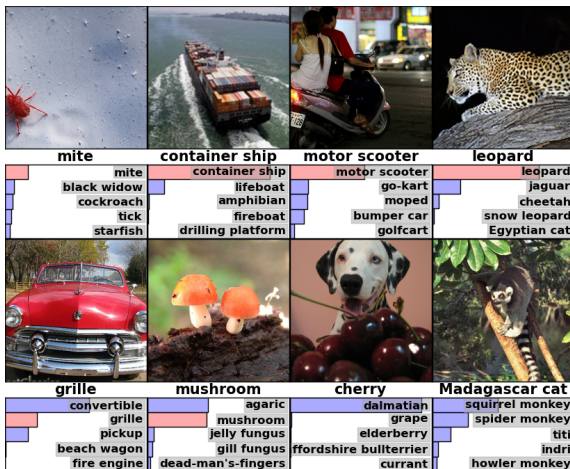 mite container ship motor scooter leopard
mite container ship motor scooter leopard
black widow lifeboat go-kart jaguar
cockroach amphibian moped cheetah
tick fireboat bumper car snow leopard
starfish drilling platform golfcart Egyptian cat
grille mushroom cherry Madagascar cat
convertible agaric dalmatian squirrel monkey
grille mushroom grape spider monkey
pickup jelly fungus elderberry titi
beach wagon gill fungus ffordshire bullterrier indri
fire engine dead-man's-fingers currant howler monkey